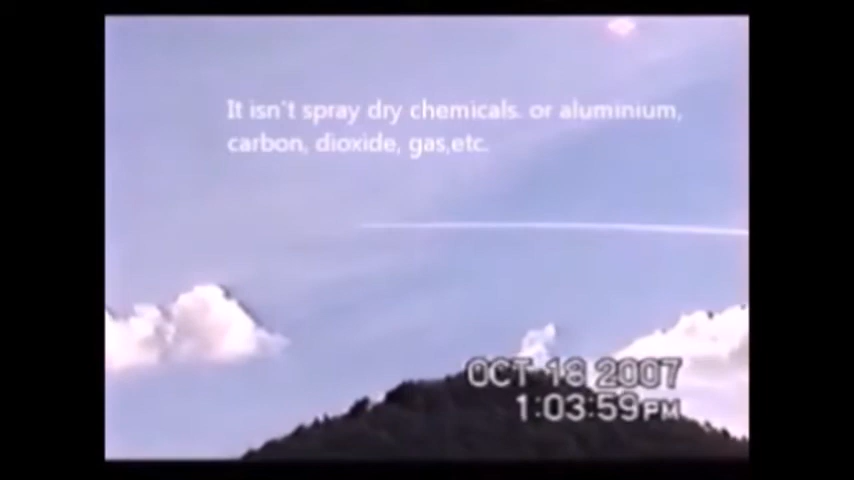 It isn't spray dry chemicals. or aluminium,
carbon, dioxide, gas,etc.
OCT 18 2007
1:03:59PM